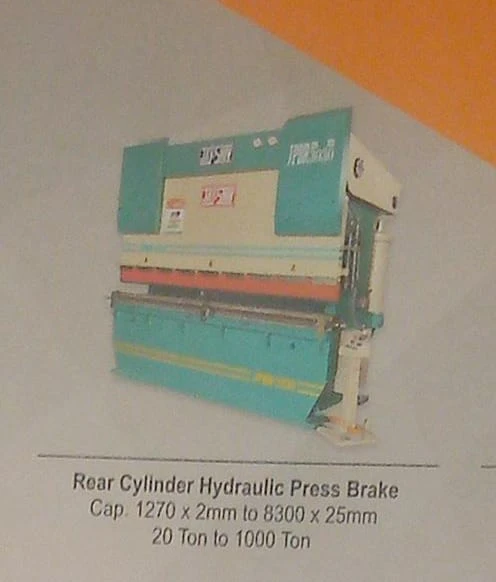 Rear Cylinder Hydraulic Press Brake
Cap. 1270 x 2mm to 8300 x 25mm
20 Ton to 1000 Ton